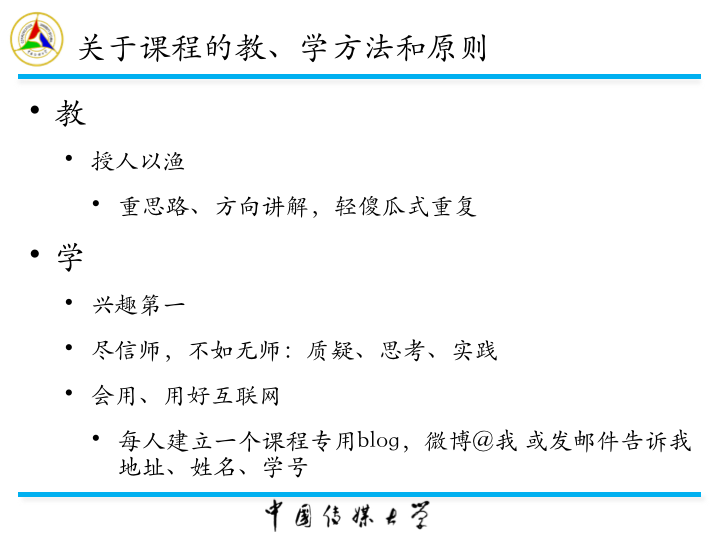 关于课程的教、学方法和原则
• 教
• 授人以渔
• 重思路、方向讲解，轻傻瓜式重复
• 学
• 兴趣第一
• 尽信师，不如无师：质疑、思考、实践
• 会用、用好互联网
• 每人建立一个课程专用blog，微博@我 或发邮件告诉我
地址、姓名、学号
中国传媒大学